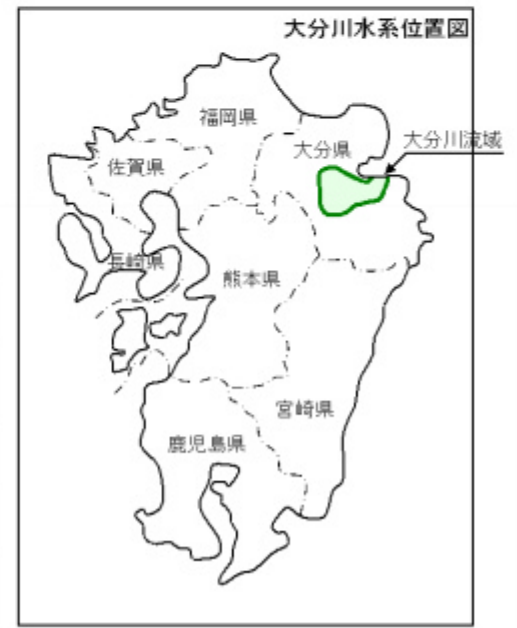 大分川水系位置図
福岡県
大分県
大分川流域
佐賀県
長崎県
熊本県
宮崎県
鹿児島県